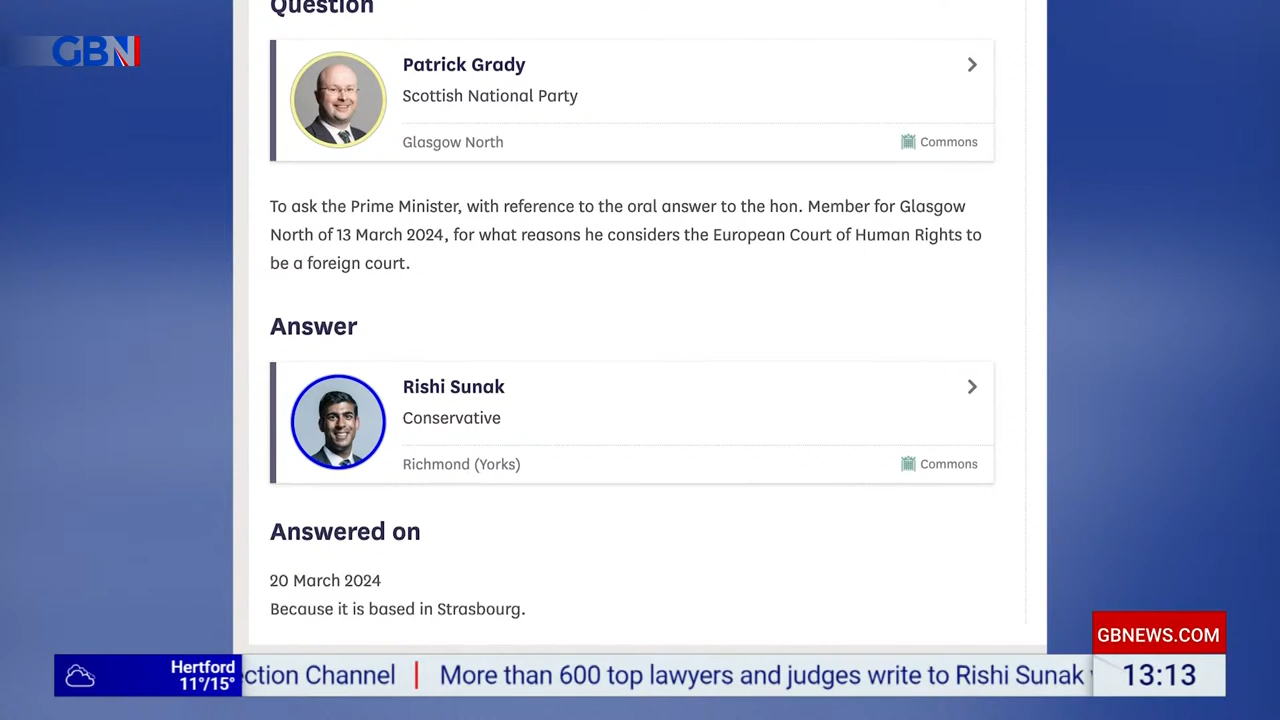 Question
GBN
Patrick Grady
Scottish National Party
Glasgow North
Commons
To ask the Prime Minister, with reference to the oral answer to the hon. Member for Glasgow
North of 13 March 2024, for what reasons he considers the European Court of Human Rights to
be a foreign court.
Answer
Rishi Sunak
Conservative
Richmond (Yorks)
Commons
Answered on
20 March 2024
Because it is based in Strasbourg.
GBNEWS.COM
Hertford
11°/15°
ction Channel | More than 600 top lawyers and judges write to Rishi Sunak
13:13